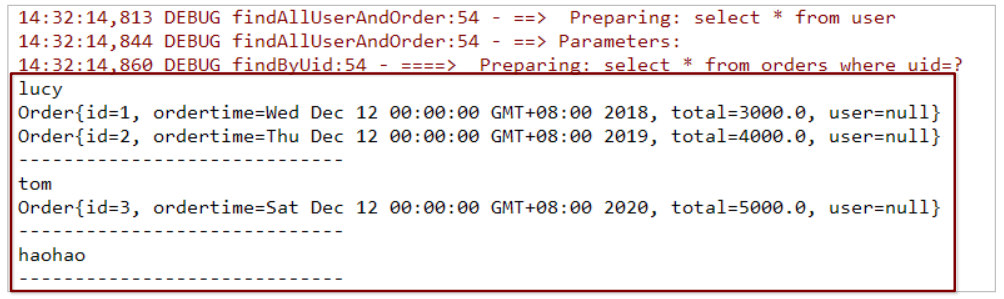 14:32:14,813 DEBUG findAllUserAndOrder:54 - ==>  Preparing: select * from user
14:32:14,844 DEBUG findAllUserAndOrder:54 - ==> Parameters:
14:32:14,860 DEBUG findByUid:54 - ====>  Preparing: select * from orders where uid=?
lucy
Order{id=1, ordertime=Wed Dec 12 00:00:00 GMT+08:00 2018, total=3000.0, user=null}
Order{id=2, ordertime=Thu Dec 12 00:00:00 GMT+08:00 2019, total=4000.0, user=null}
-----------------------------
tom
Order{id=3, ordertime=Sat Dec 12 00:00:00 GMT+08:00 2020, total=5000.0, user=null}
-----------------------------
haohao
-----------------------------